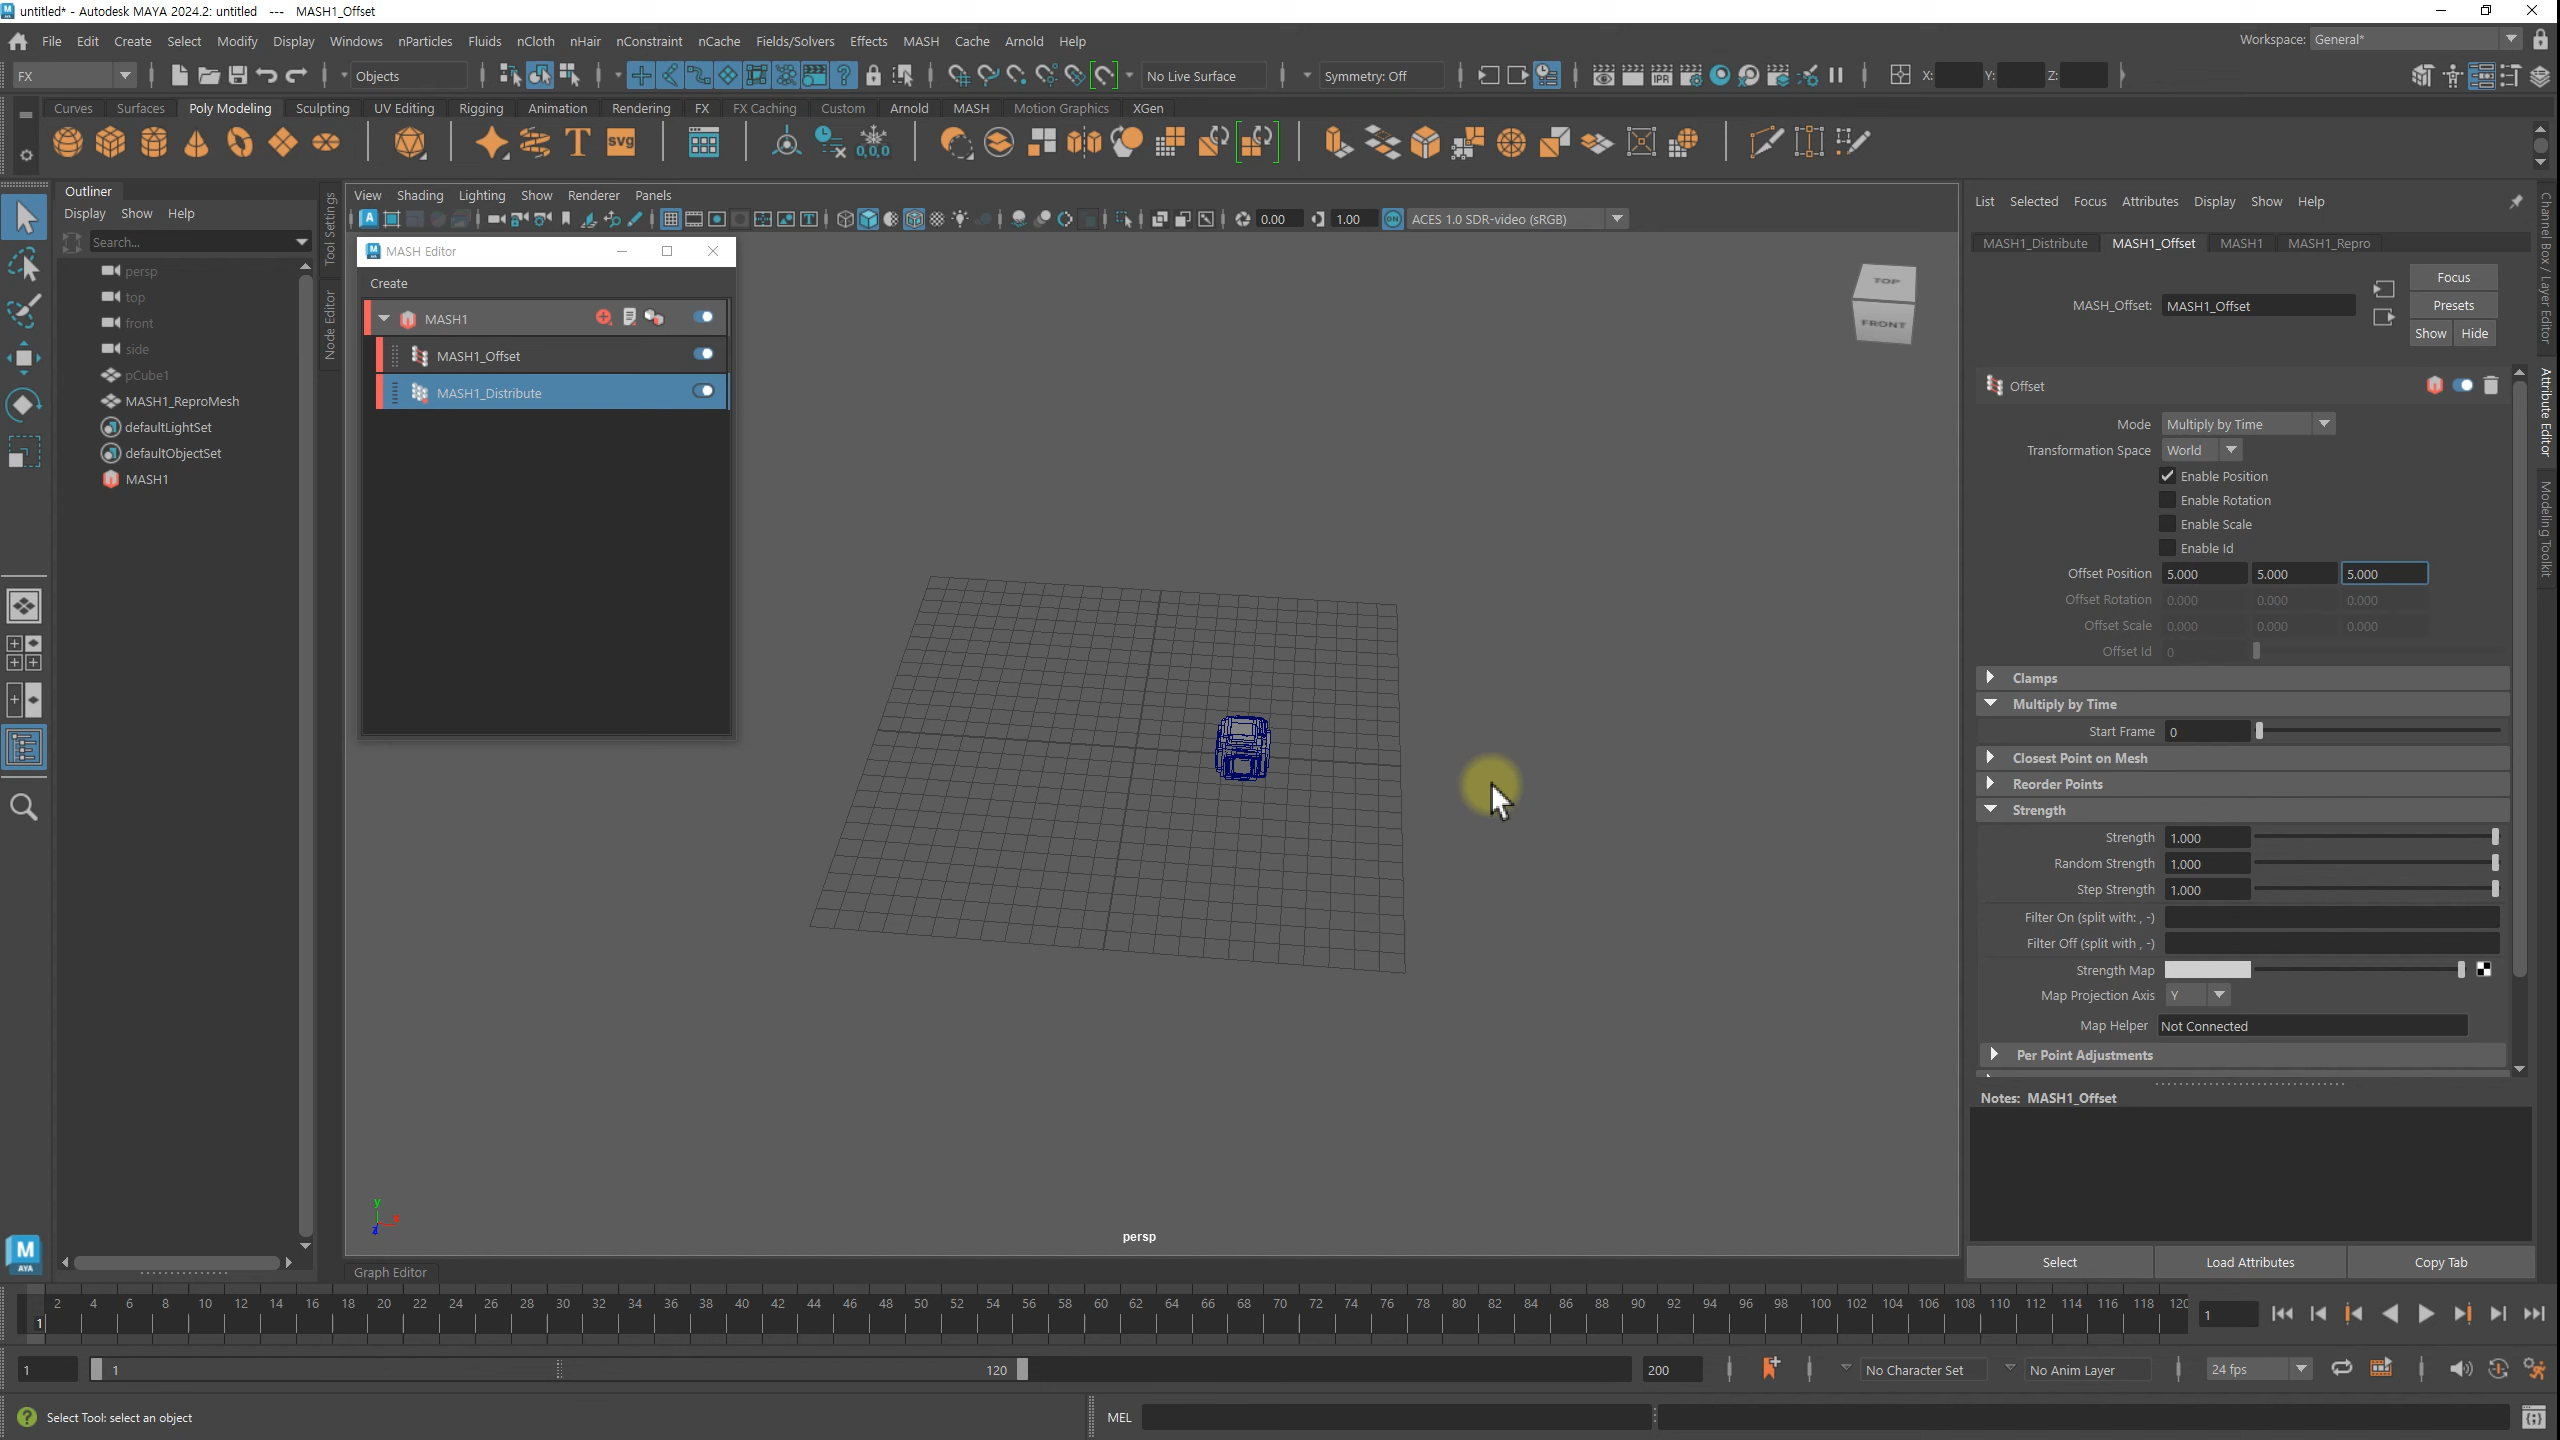 untitled* - Autodesk MAYA 2024.2: untitled --- MASH1_Offset
File Edit Create Select Modify Display Windows nParticles Fluids nCloth nHair nConstraint nCache Fields/Solvers Effects MASH Cache Arnold Help
Workspace: General*
FX Objects No Live Surface Symmetry: Off IPR X: Y: Z:
Curves Surfaces Poly Modeling Sculpting UV Editing Rigging Animation Rendering FX FX Caching Custom Arnold MASH Motion Graphics XGen
T SVG 0,0,0
Outliner
Display Show Help
Search...
persp
top
front
side
pCube1
MASH1_ReproMesh
defaultLightSet
defaultObjectSet
MASH1
Tool Settings
Node Editor
View Shading Lighting Show Renderer Panels
0.00 1.00 ON ACES 1.0 SDR-video (sRGB)
MASH Editor
Create
MASH1
MASH1_Offset
MASH1_Distribute
TOP
FRONT
y
z
persp
Graph Editor
List Selected Focus Attributes Display Show Help
MASH1_Distribute MASH1_Offset MASH1 MASH1_Repro
MASH_Offset: MASH1_Offset
Focus
Presets
Show Hide
Offset
Mode Multiply by Time
Transformation Space World
Enable Position
Enable Rotation
Enable Scale
Enable Id
Offset Position 5.000 5.000 5.000
Offset Rotation 0.000 0.000 0.000
Offset Scale 0.000 0.000 0.000
Offset Id 0
Clamps
Multiply by Time
Start Frame 0
Closest Point on Mesh
Reorder Points
Strength
Strength 1.000
Random Strength 1.000
Step Strength 1.000
Filter On (split with: , -)
Filter Off (split with , -)
Strength Map
Map Projection Axis Y
Map Helper Not Connected
Per Point Adjustments
Notes: MASH1_Offset
Select Load Attributes Copy Tab
Channel Box / Layer Editor
Attribute Editor
Modeling Toolkit
M
AYA
2 4 6 8 10 12 14 16 18 20 22 24 26 28 30 32 34 36 38 40 42 44 46 48 50 52 54 56 58 60 62 64 66 68 70 72 74 76 78 80 82 84 86 88 90 92 94 96 98 100 102 104 106 108 110 112 114 116 118 120
1 1
1 1 120 200 No Character Set No Anim Layer 24 fps
Select Tool: select an object
MEL